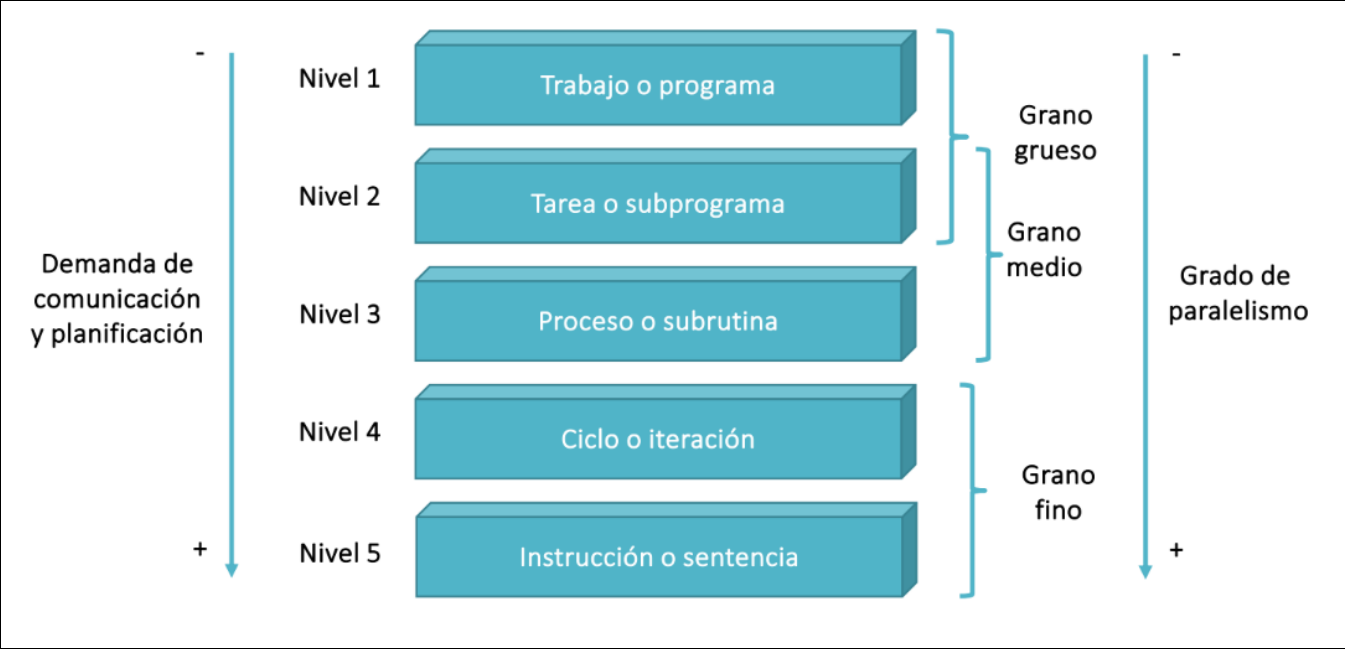 -
Nivel 1
Trabajo o programa
Grano
grueso
-
Nivel 2
Tarea o subprograma
Grano
medio
Demanda de
comunicación
y planificación
Nivel 3
Proceso o subrutina
Grado de
paralelismo
Nivel 4
Ciclo o iteración
Grano
fino
+
Nivel 5
Instrucción o sentencia
+